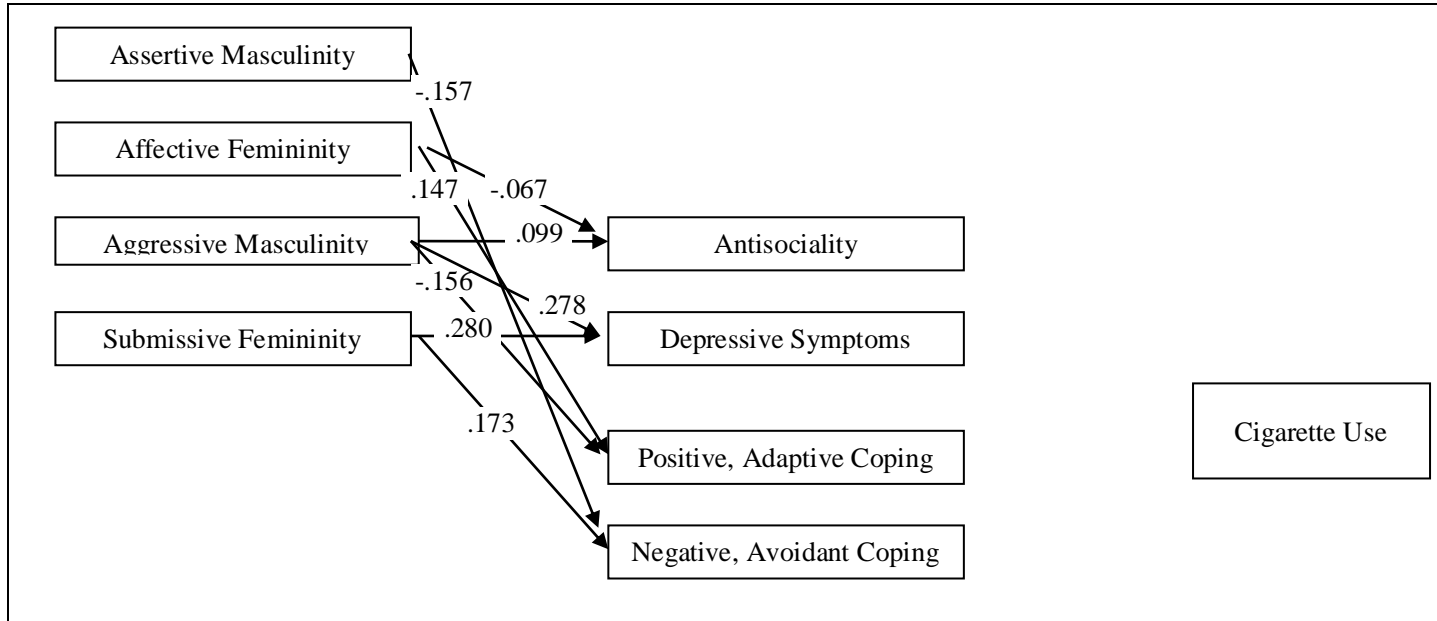 Assertive Masculinity
-.157
Affective Femininity
.147
-.067
Aggressive Masculinity
.099
Antisociality
-.156
.278
Submissive Femininity
.280
Depressive Symptoms
.173
Positive, Adaptive Coping
Cigarette Use
Negative, Avoidant Coping